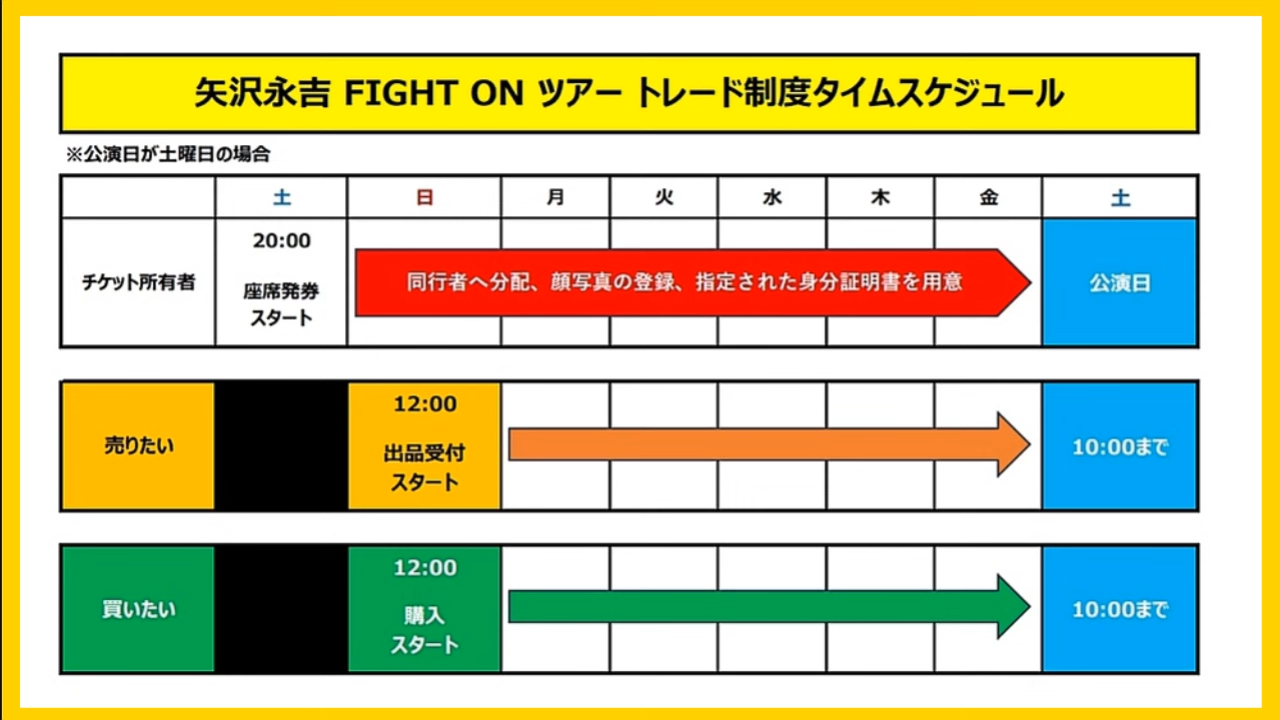 矢沢永吉 FIGHT ON ツアー トレード制度タイムスケジュール
※公演日が土曜日の場合
土 日 月 火 水 木 金 土
チケット所有者
20:00
座席発券
スタート
同行者へ分配、顔写真の登録、指定された身分証明書を用意
公演日
売りたい
12:00
出品受付
スタート
10:00まで
買いたい
12:00
購入
スタート
10:00まで